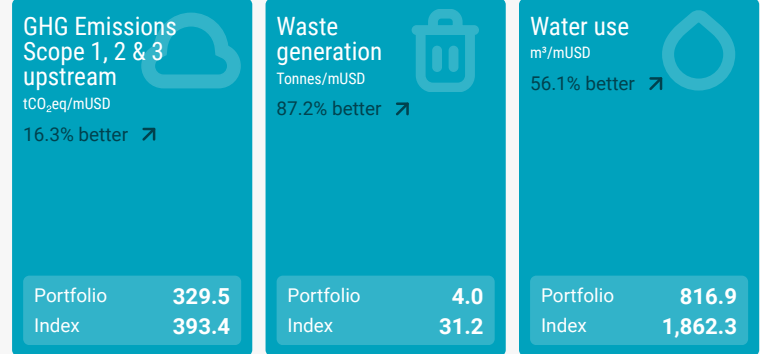 GHG Emissions
Scope 1, 2 & 3
upstream
tCO₂eq/mUSD
16.3% better
Portfolio 329.5
Index 393.4
Waste
generation
Tonnes/mUSD
87.2% better
Portfolio 4.0
Index 31.2
Water use
m³/mUSD
56.1% better
Portfolio 816.9
Index 1,862.3